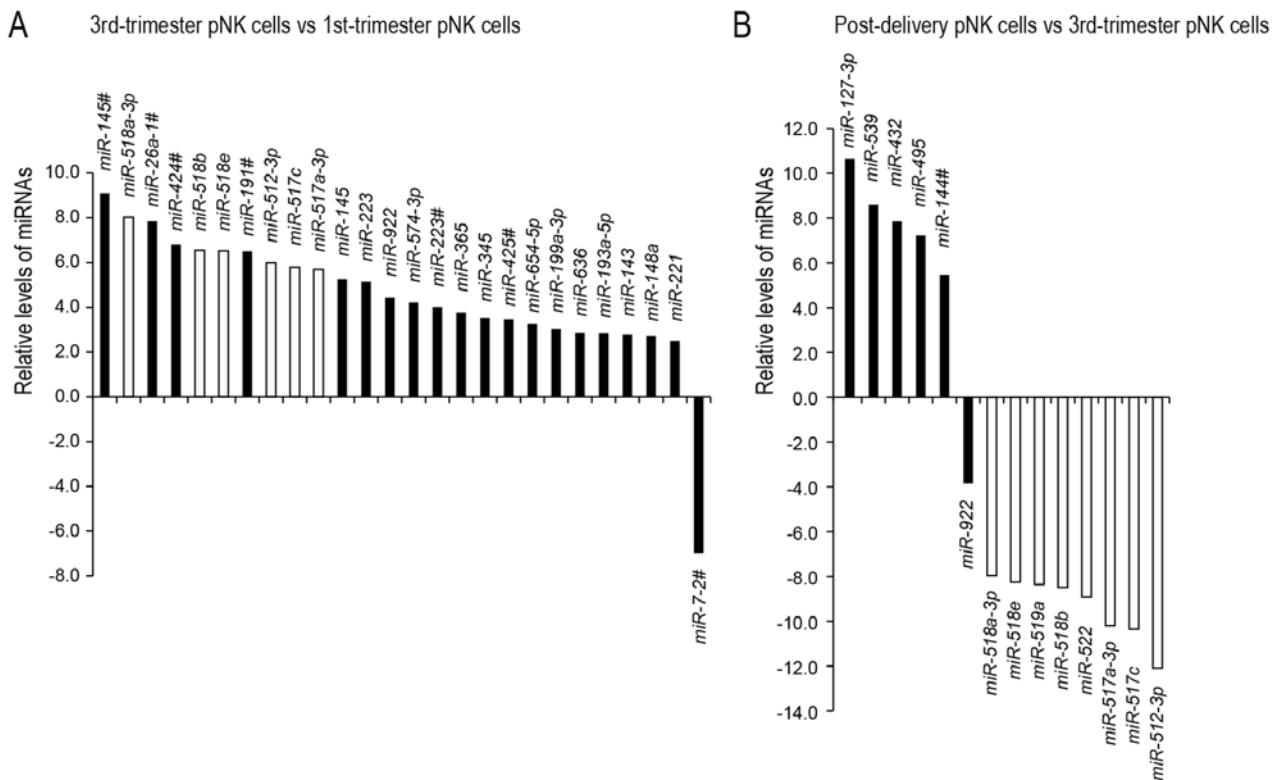 A
3rd-trimester pNK cells vs 1st-trimester pNK cells
Relative levels of miRNAs
10.0
8.0
6.0
4.0
2.0
0.0
-2.0
-4.0
-6.0
-8.0
miR-145#
miR-518a-3p
miR-26a-1#
miR-424#
miR-518b
miR-518e
miR-191#
miR-512-3p
miR-517c
miR-517a-3p
miR-145
miR-223
miR-922
miR-574-3p
miR-223#
miR-365
miR-345
miR-425#
miR-654-5p
miR-199a-3p
miR-636
miR-193a-5p
miR-143
miR-148a
miR-221
miR-7-2#
B
Post-delivery pNK cells vs 3rd-trimester pNK cells
Relative levels of miRNAs
12.0
10.0
8.0
6.0
4.0
2.0
0.0
-2.0
-4.0
-6.0
-8.0
-10.0
-12.0
-14.0
miR-127-3p
miR-539
miR-432
miR-495
miR-144#
miR-922
miR-518a-3p
miR-518e
miR-519a
miR-518b
miR-522
miR-517a-3p
miR-517c
miR-512-3p